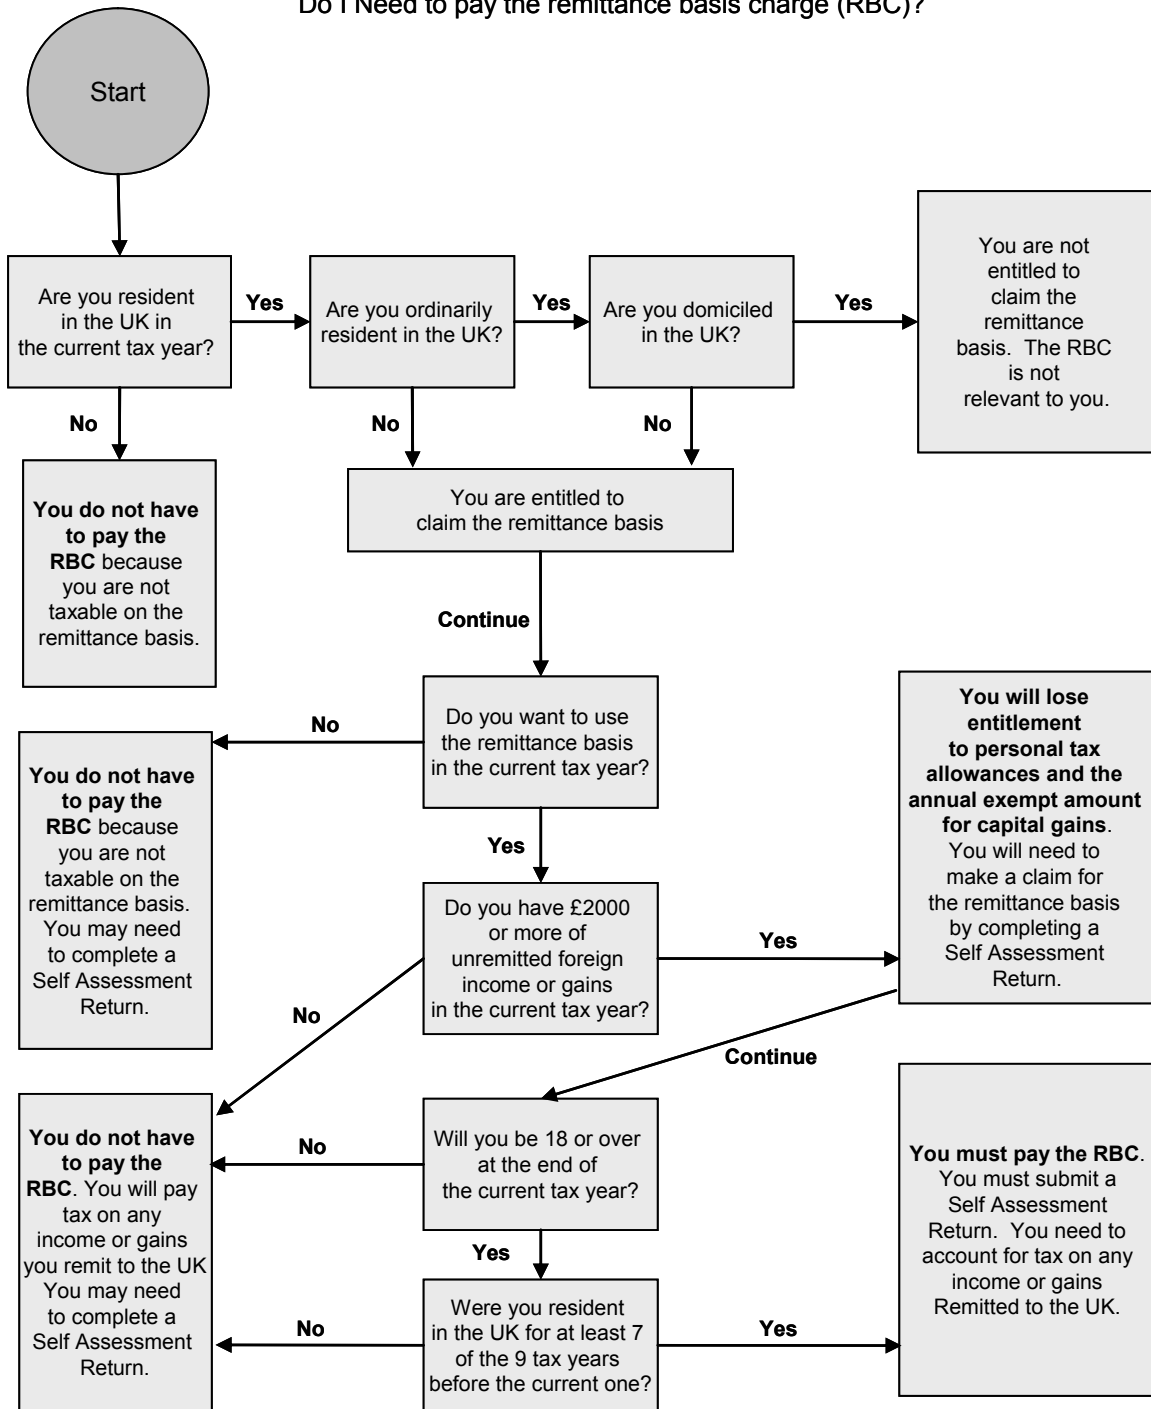 Do I Need to pay the remittance basis charge (RBC)?
Start
Are you resident
in the UK in
the current tax year?
Yes
Are you ordinarily
resident in the UK?
Yes
Are you domiciled
in the UK?
Yes
You are not
entitled to
claim the
remittance
basis.  The RBC
is not
relevant to you.
No
No
No
You do not have
to pay the
RBC because
you are not
taxable on the
remittance basis.
You are entitled to
claim the remittance basis
Continue
Do you want to use
the remittance basis
in the current tax year?
No
You do not have
to pay the
RBC because
you are not
taxable on the
remittance basis.
You may need
to complete a
Self Assessment
Return.
Yes
Do you have £2000
or more of
unremitted foreign
income or gains
in the current tax year?
Yes
You will lose
entitlement
to personal tax
allowances and the
annual exempt amount
for capital gains.
You will need to
make a claim for
the remittance basis
by completing a
Self Assessment
Return.
No
Continue
Will you be 18 or over
at the end of
the current tax year?
No
You do not have
to pay the
RBC. You will pay
tax on any
income or gains
you remit to the UK
You may need
to complete a
Self Assessment
Return.
Yes
Were you resident
in the UK for at least 7
of the 9 tax years
before the current one?
No
Yes
You must pay the RBC.
You must submit a
Self Assessment
Return.  You need to
account for tax on any
income or gains
Remitted to the UK.